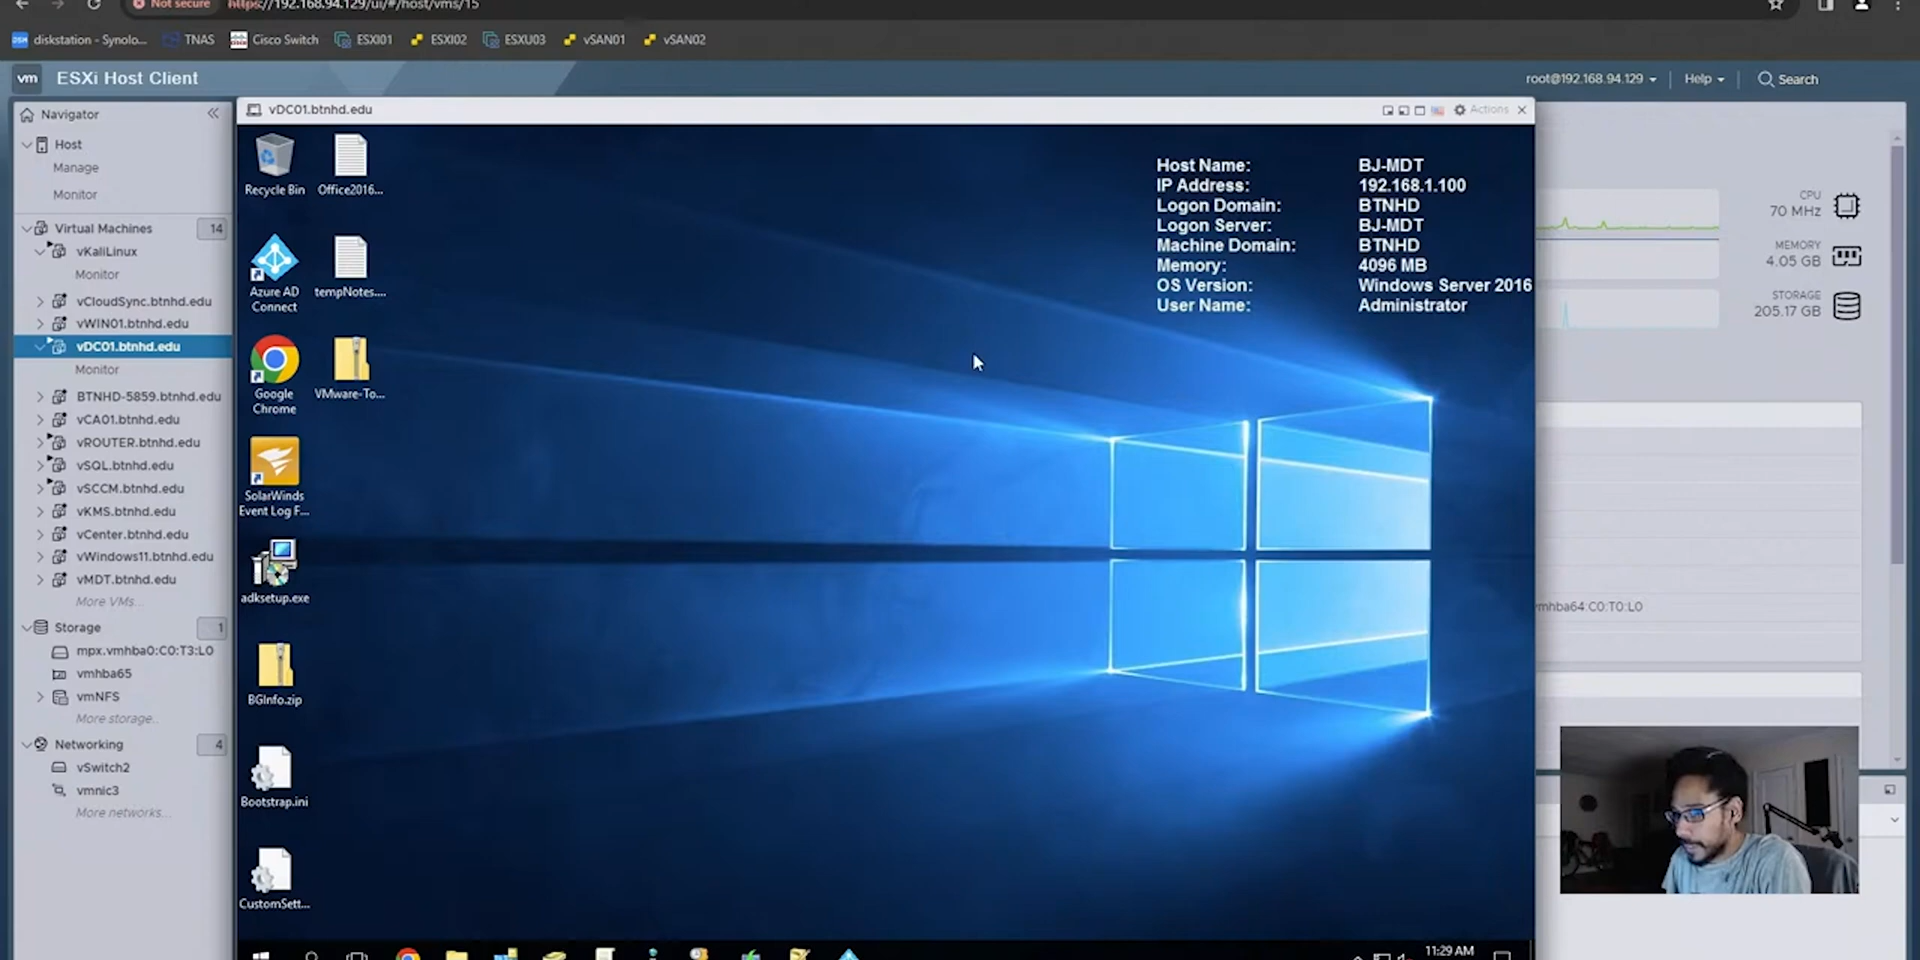 Not secure https://192.168.94.129/ui/#/host/vms/15
DSM diskstation - Synolo... TNAS Cisco Switch ESXI01 ESXI02 ESXU03 vSAN01 vSAN02
vm ESXi Host Client
root@192.168.94.129 Help Search
Navigator
Host
Manage
Monitor
Virtual Machines 14
vKaliLinux
Monitor
vCloudSync.btnhd.edu
vWIN01.btnhd.edu
vDC01.btnhd.edu
Monitor
BTNHD-5859.btnhd.edu
vCA01.btnhd.edu
vROUTER.btnhd.edu
vSQL.btnhd.edu
vSCCM.btnhd.edu
vKMS.btnhd.edu
vCenter.btnhd.edu
vWindows11.btnhd.edu
vMDT.btnhd.edu
More VMs...
Storage 1
mpx.vmhba0:C0:T3:L0
vmhba65
vmNFS
More storage..
Networking 4
vSwitch2
vmnic3
More networks...
vDC01.btnhd.edu
Actions
Recycle Bin
Office2016...
Azure AD
Connect
tempNotes....
Google
Chrome
VMware-To...
SolarWinds
Event Log F...
adksetup.exe
BGInfo.zip
Bootstrap.ini
CustomSett...
Host Name: BJ-MDT
IP Address: 192.168.1.100
Logon Domain: BTNHD
Logon Server: BJ-MDT
Machine Domain: BTNHD
Memory: 4096 MB
OS Version: Windows Server 2016
User Name: Administrator
11:29 AM
CPU
70 MHz
MEMORY
4.05 GB
STORAGE
205.17 GB
vmhba64:C0:T0:L0